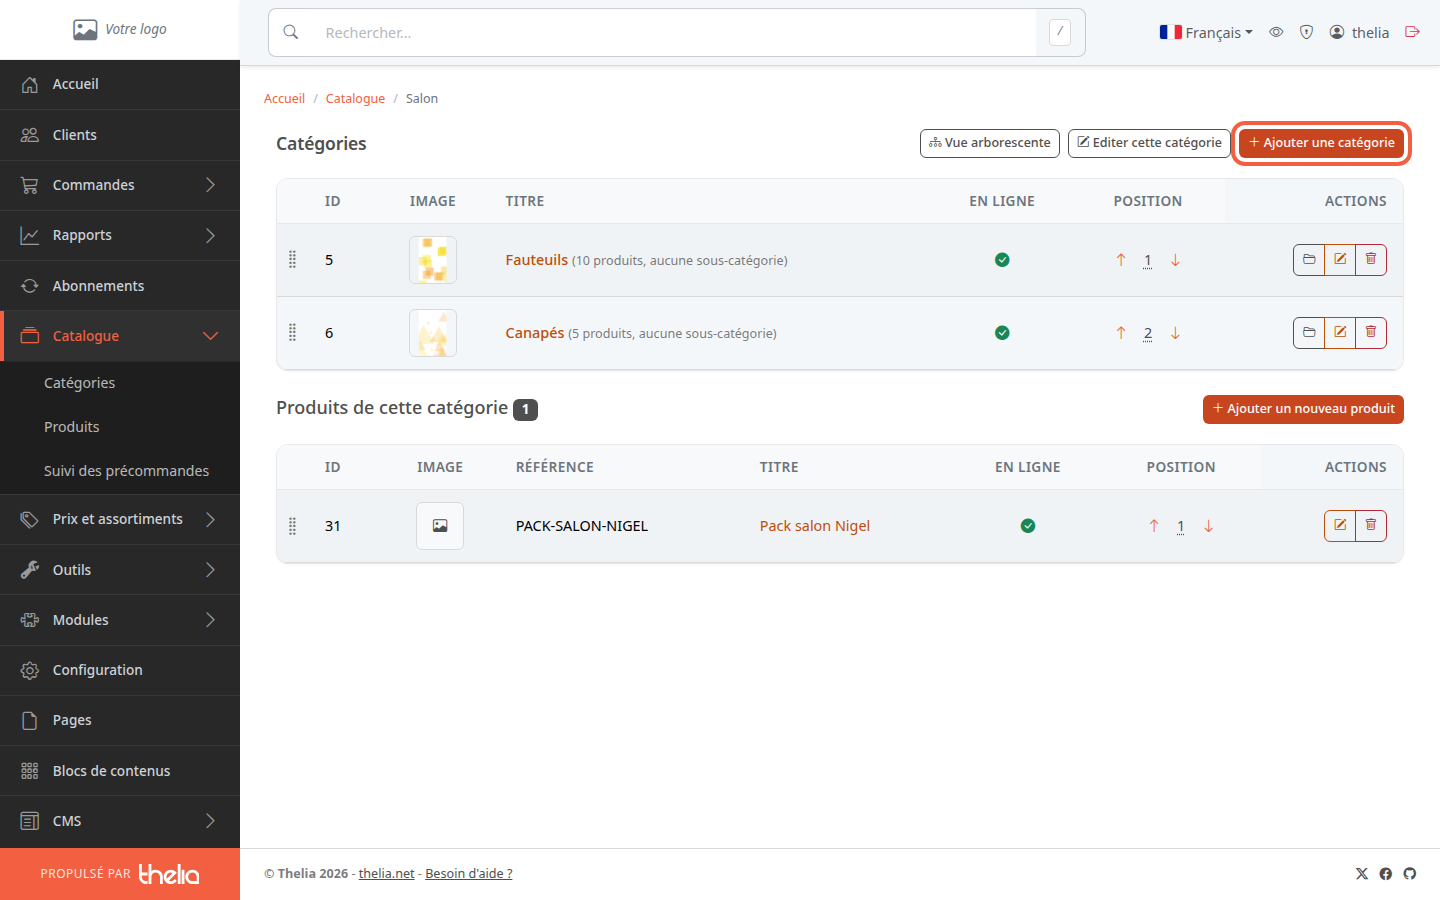 Votre logo
Rechercher...
/
Français
thelia
Accueil
Clients
Commandes
Rapports
Abonnements
Catalogue
Catégories
Produits
Suivi des précommandes
Prix et assortiments
Outils
Modules
Configuration
Pages
Blocs de contenus
CMS
PROPULSÉ PAR thelia
Accueil / Catalogue / Salon
Catégories
Vue arborescente
Editer cette catégorie
+ Ajouter une catégorie
ID IMAGE TITRE EN LIGNE POSITION ACTIONS
5 Fauteuils (10 produits, aucune sous-catégorie) 1
6 Canapés (5 produits, aucune sous-catégorie) 2
Produits de cette catégorie 1
+ Ajouter un nouveau produit
ID IMAGE RÉFÉRENCE TITRE EN LIGNE POSITION ACTIONS
31 PACK-SALON-NIGEL Pack salon Nigel 1
© Thelia 2026 - thelia.net - Besoin d'aide ?